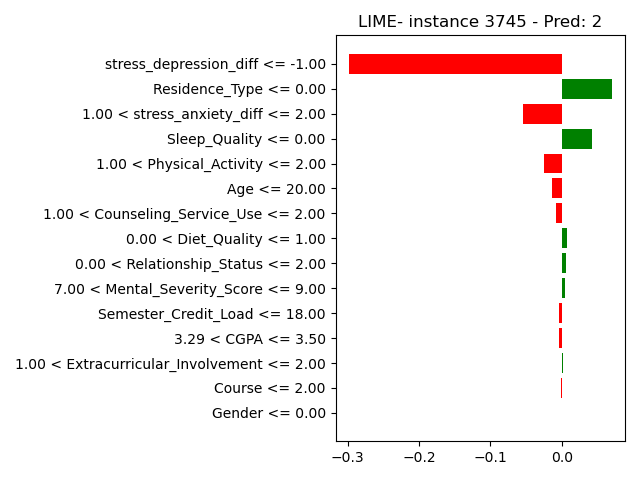 LIME- instance 3745 - Pred: 2
stress_depression_diff <= -1.00
Residence_Type <= 0.00
1.00 < stress_anxiety_diff <= 2.00
Sleep_Quality <= 0.00
1.00 < Physical_Activity <= 2.00
Age <= 20.00
1.00 < Counseling_Service_Use <= 2.00
0.00 < Diet_Quality <= 1.00
0.00 < Relationship_Status <= 2.00
7.00 < Mental_Severity_Score <= 9.00
Semester_Credit_Load <= 18.00
3.29 < CGPA <= 3.50
1.00 < Extracurricular_Involvement <= 2.00
Course <= 2.00
Gender <= 0.00
−0.3 −0.2 −0.1 0.0